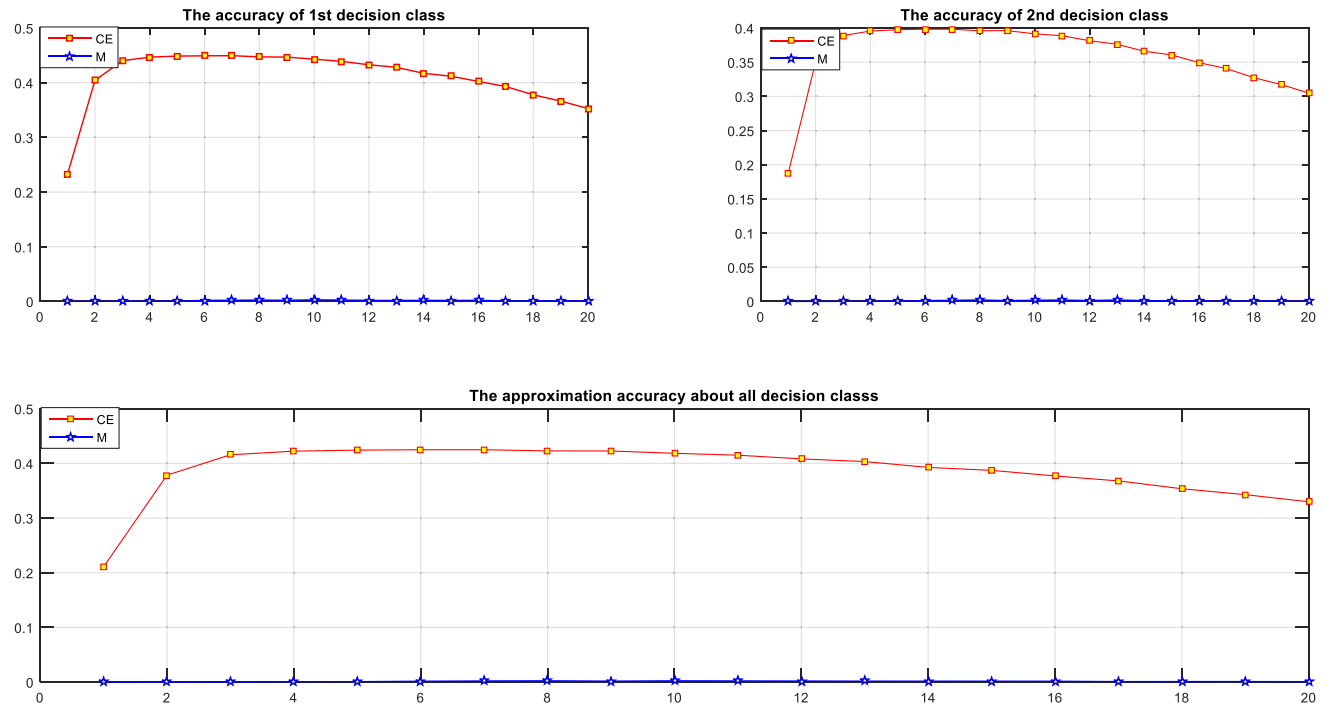 The accuracy of 1st decision class
CE
M
0.5
0.4
0.3
0.2
0.1
0
0 2 4 6 8 10 12 14 16 18 20
The accuracy of 2nd decision class
CE
M
0.4
0.35
0.3
0.25
0.2
0.15
0.1
0.05
0
0 2 4 6 8 10 12 14 16 18 20
The approximation accuracy about all decision classs
CE
M
0.5
0.4
0.3
0.2
0.1
0
0 2 4 6 8 10 12 14 16 18 20